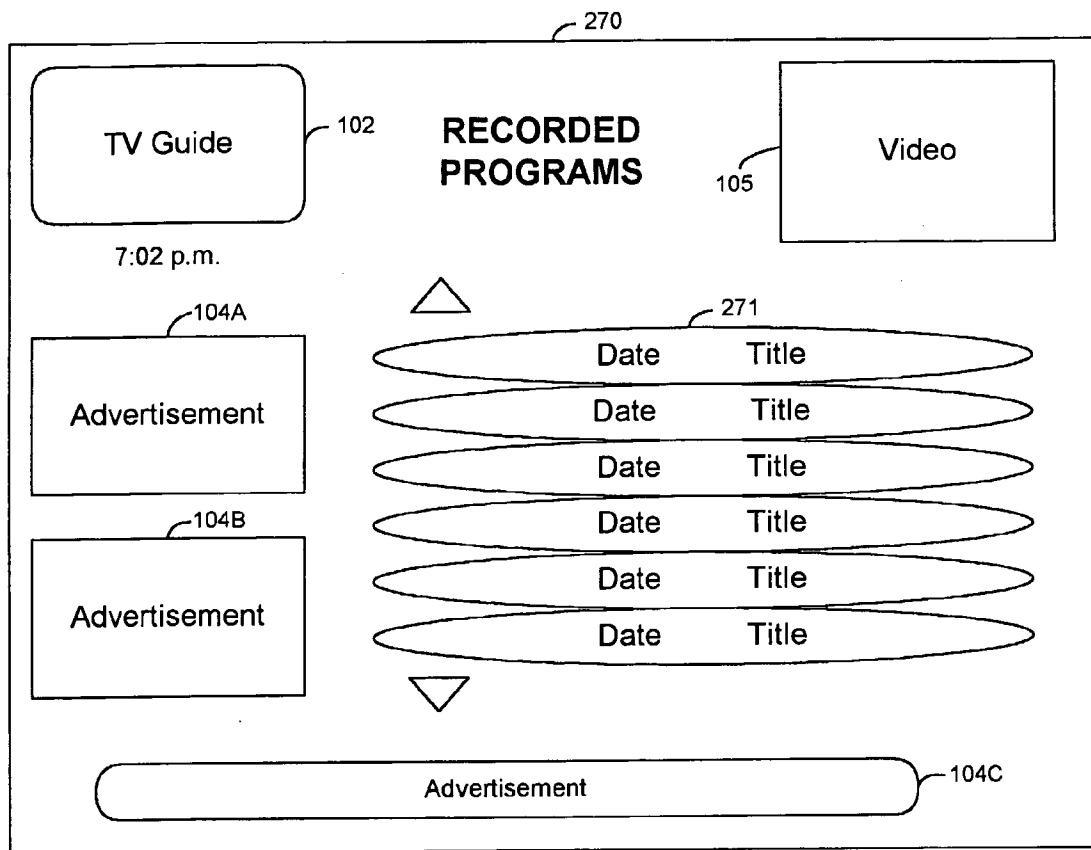 270
TV Guide
102
RECORDED
PROGRAMS
Video
105
7:02 p.m.
104A
Advertisement
271
Date Title
Date Title
Date Title
Date Title
Date Title
Date Title
104B
Advertisement
Advertisement
104C